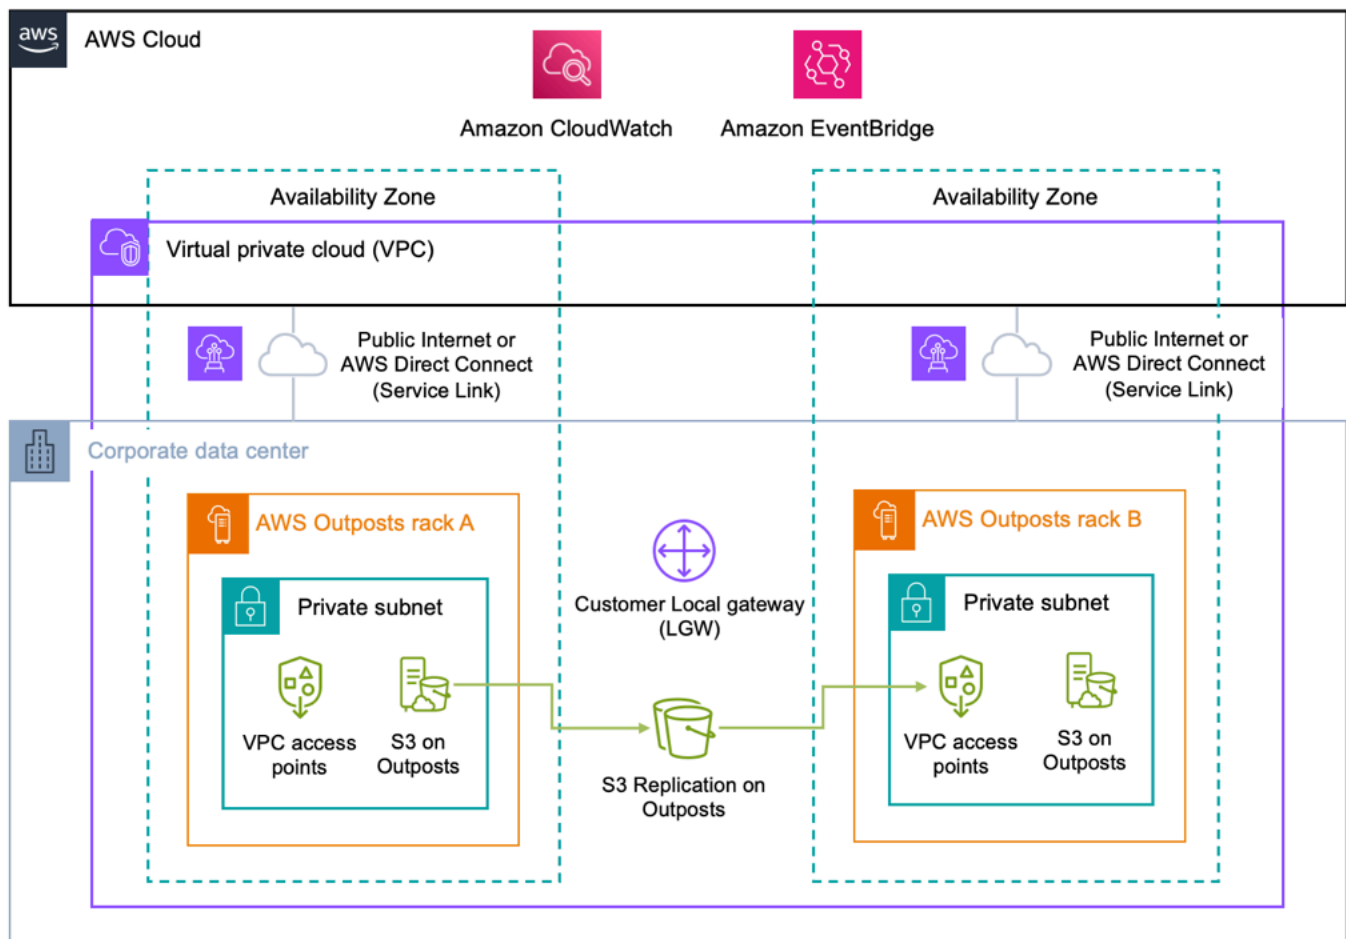 aws
AWS Cloud
Amazon CloudWatch
Amazon EventBridge
Availability Zone
Availability Zone
Virtual private cloud (VPC)
Public Internet or
AWS Direct Connect
(Service Link)
Public Internet or
AWS Direct Connect
(Service Link)
Corporate data center
AWS Outposts rack A
AWS Outposts rack B
Private subnet
Customer Local gateway
(LGW)
Private subnet
VPC access
points
S3 on
Outposts
S3 Replication on
Outposts
VPC access
points
S3 on
Outposts